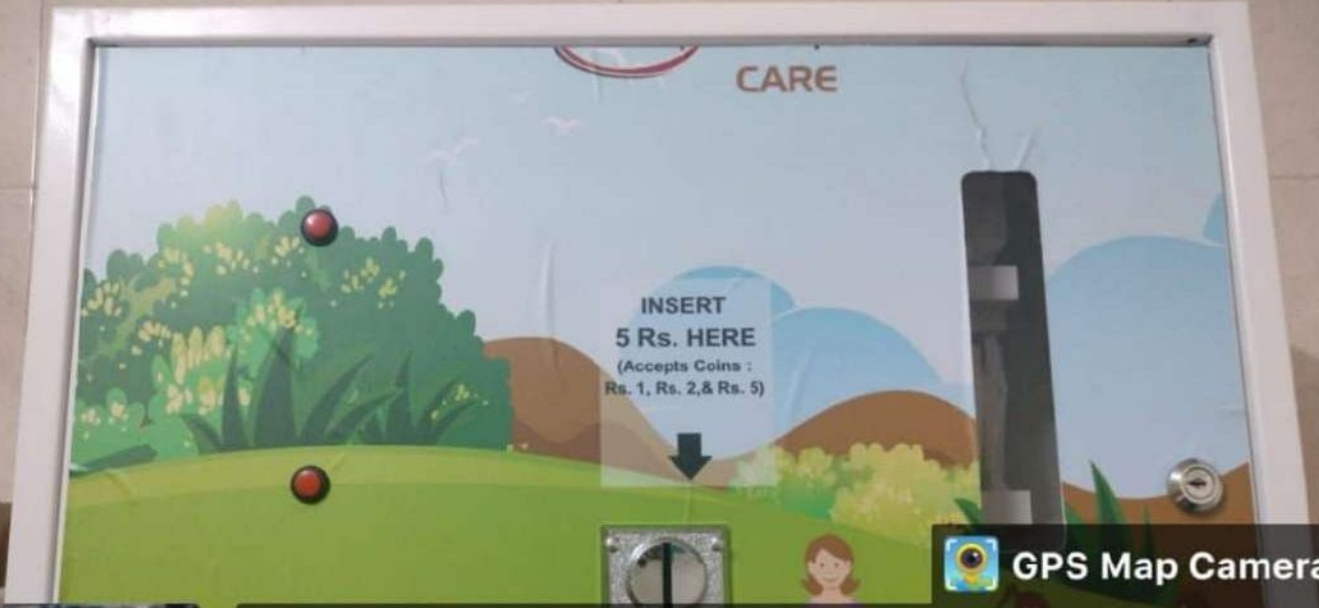 CARE
INSERT
5 Rs. HERE
(Accepts Coins :
Rs. 1, Rs. 2,& Rs. 5)
GPS Map Camera